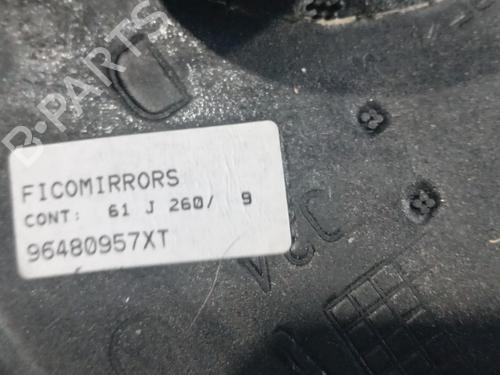 B-PARTS
D
FICOMIRRORS
CONT: 61 J 260/ 9
96480957XT